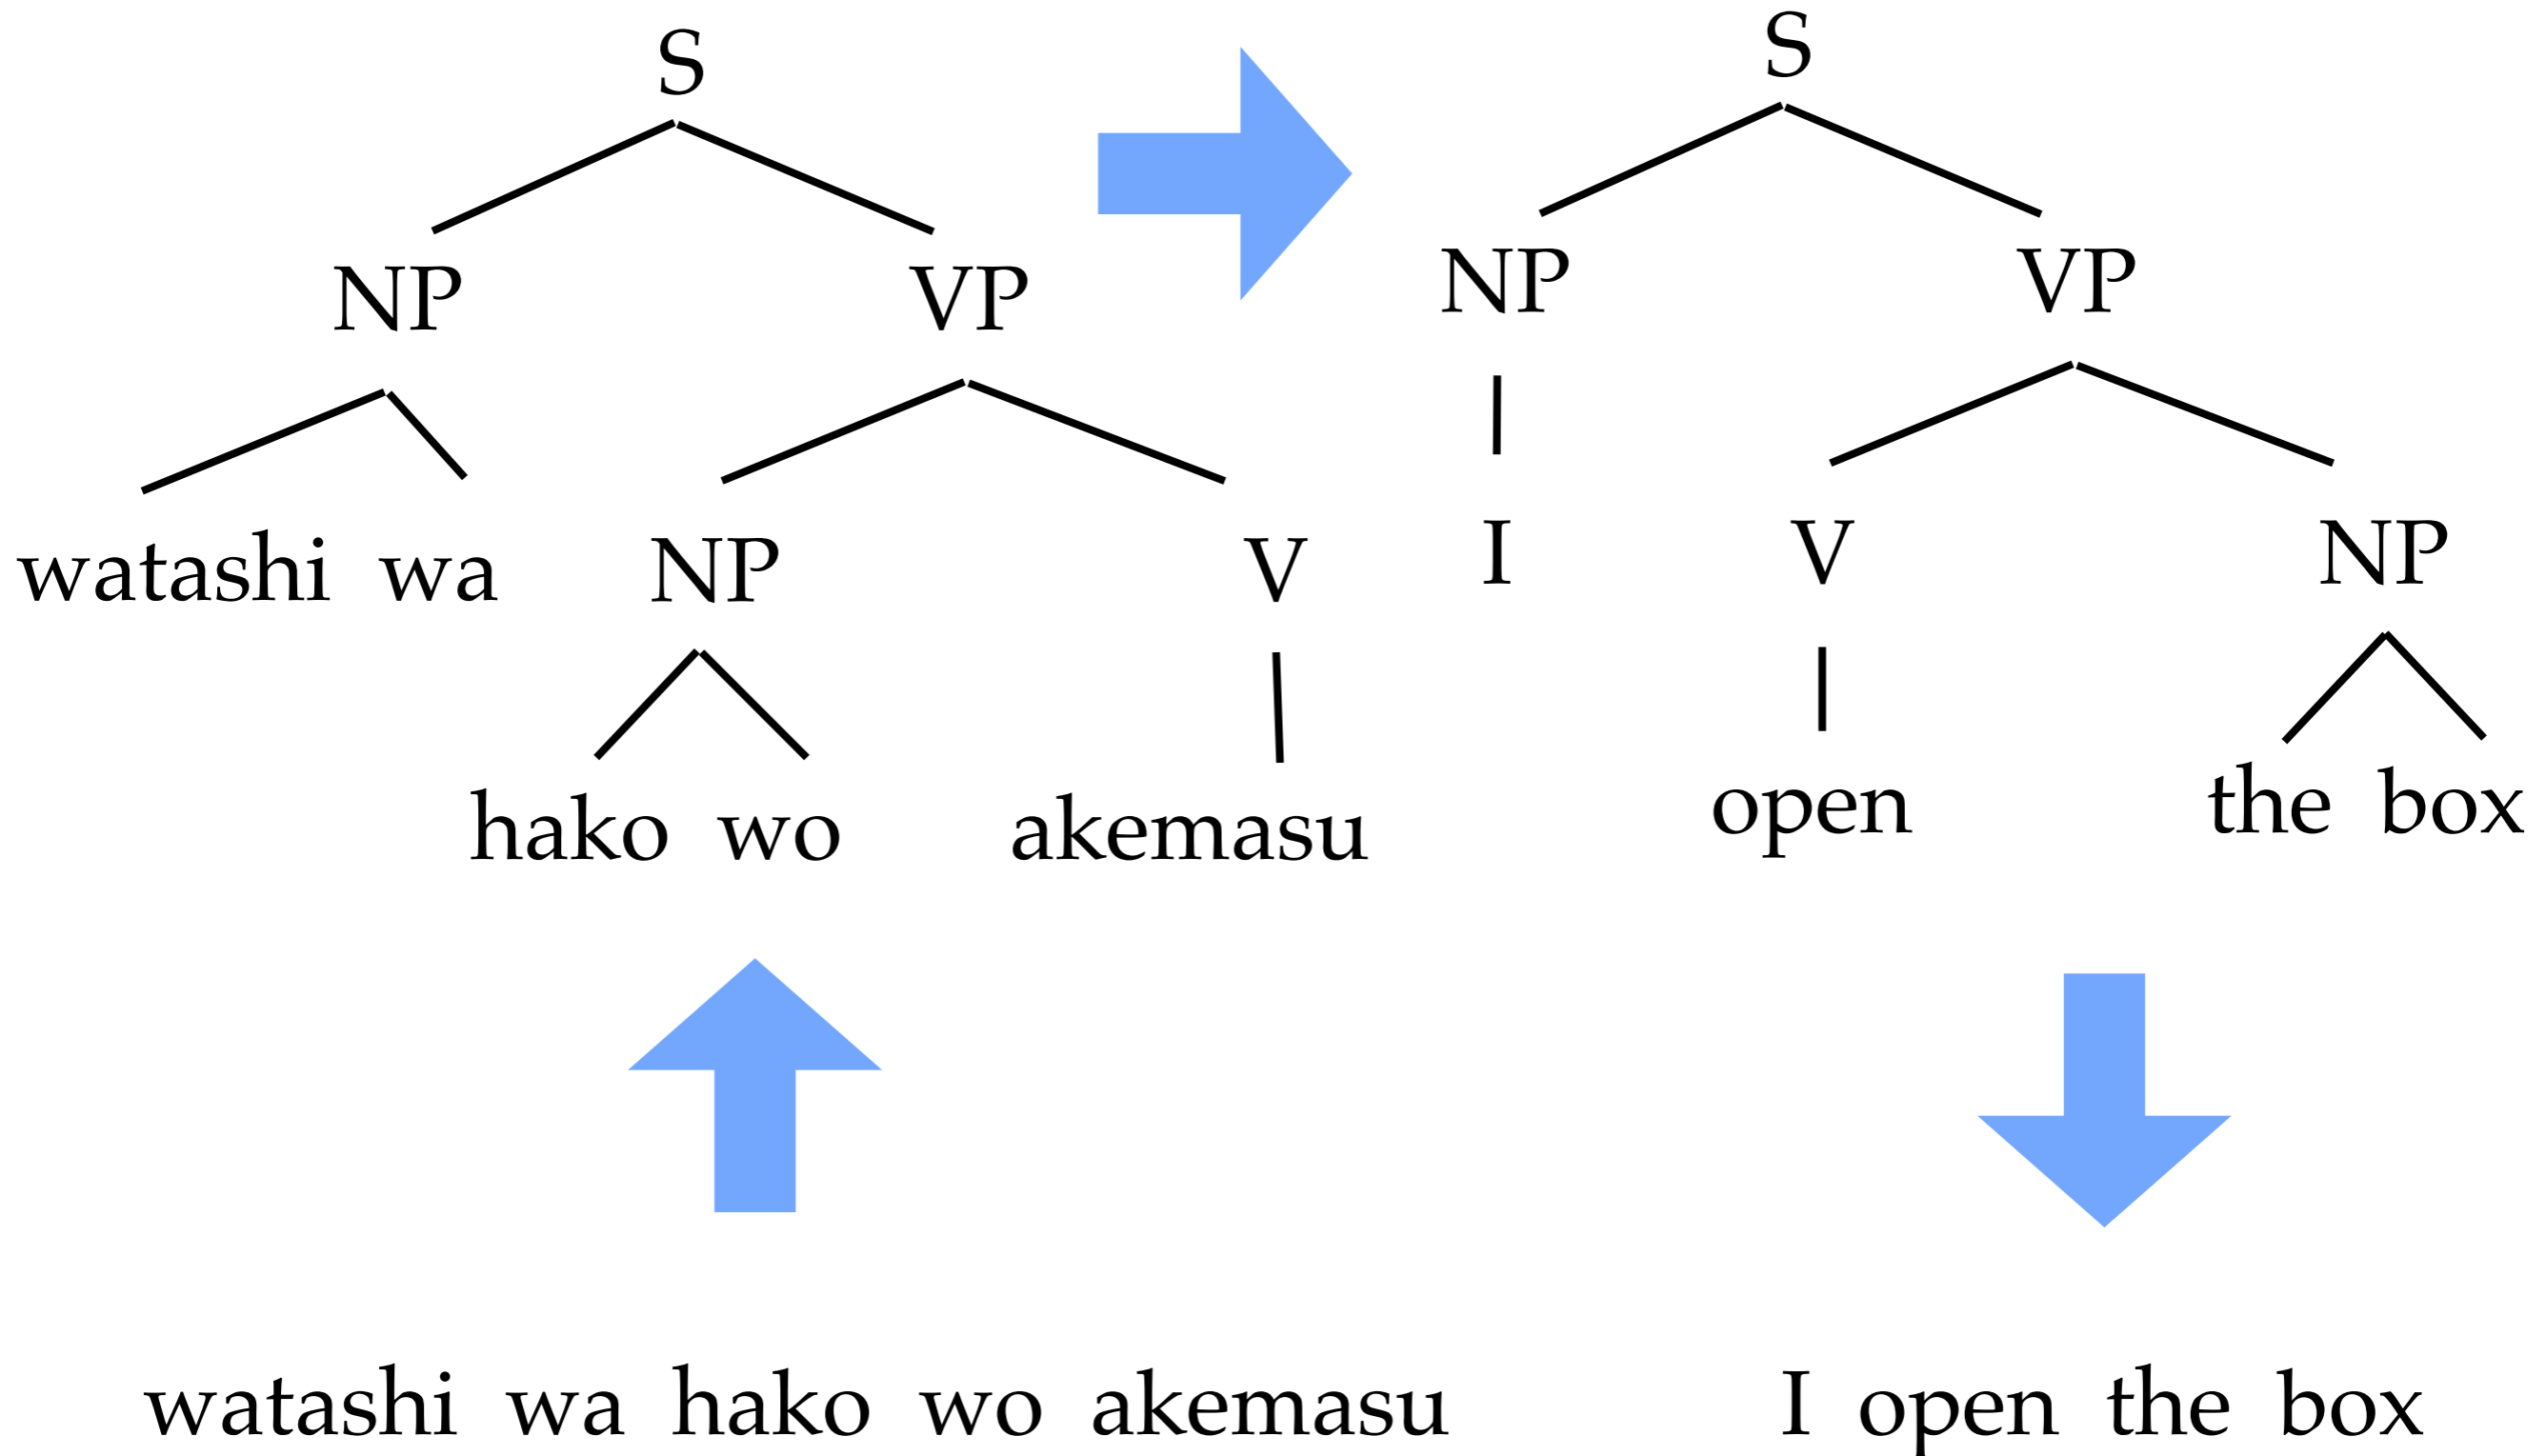 S S
NP VP NP VP
watashi wa NP V I V NP
hako wo akemasu open the box
watashi wa hako wo akemasu I open the box